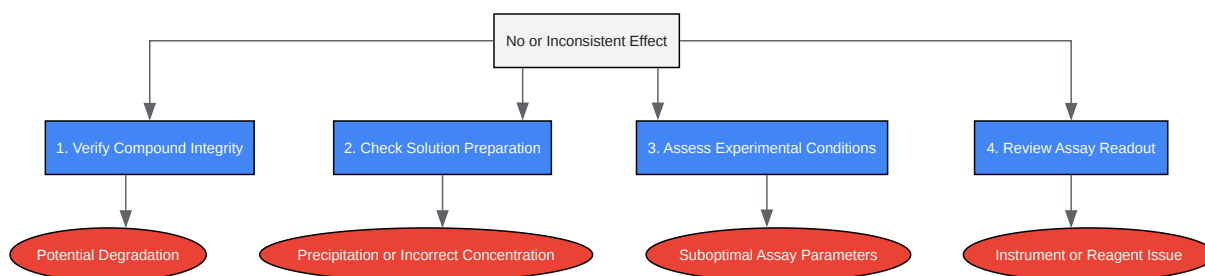 No or Inconsistent Effect
1. Verify Compound Integrity
2. Check Solution Preparation
3. Assess Experimental Conditions
4. Review Assay Readout
Potential Degradation
Precipitation or Incorrect Concentration
Suboptimal Assay Parameters
Instrument or Reagent Issue